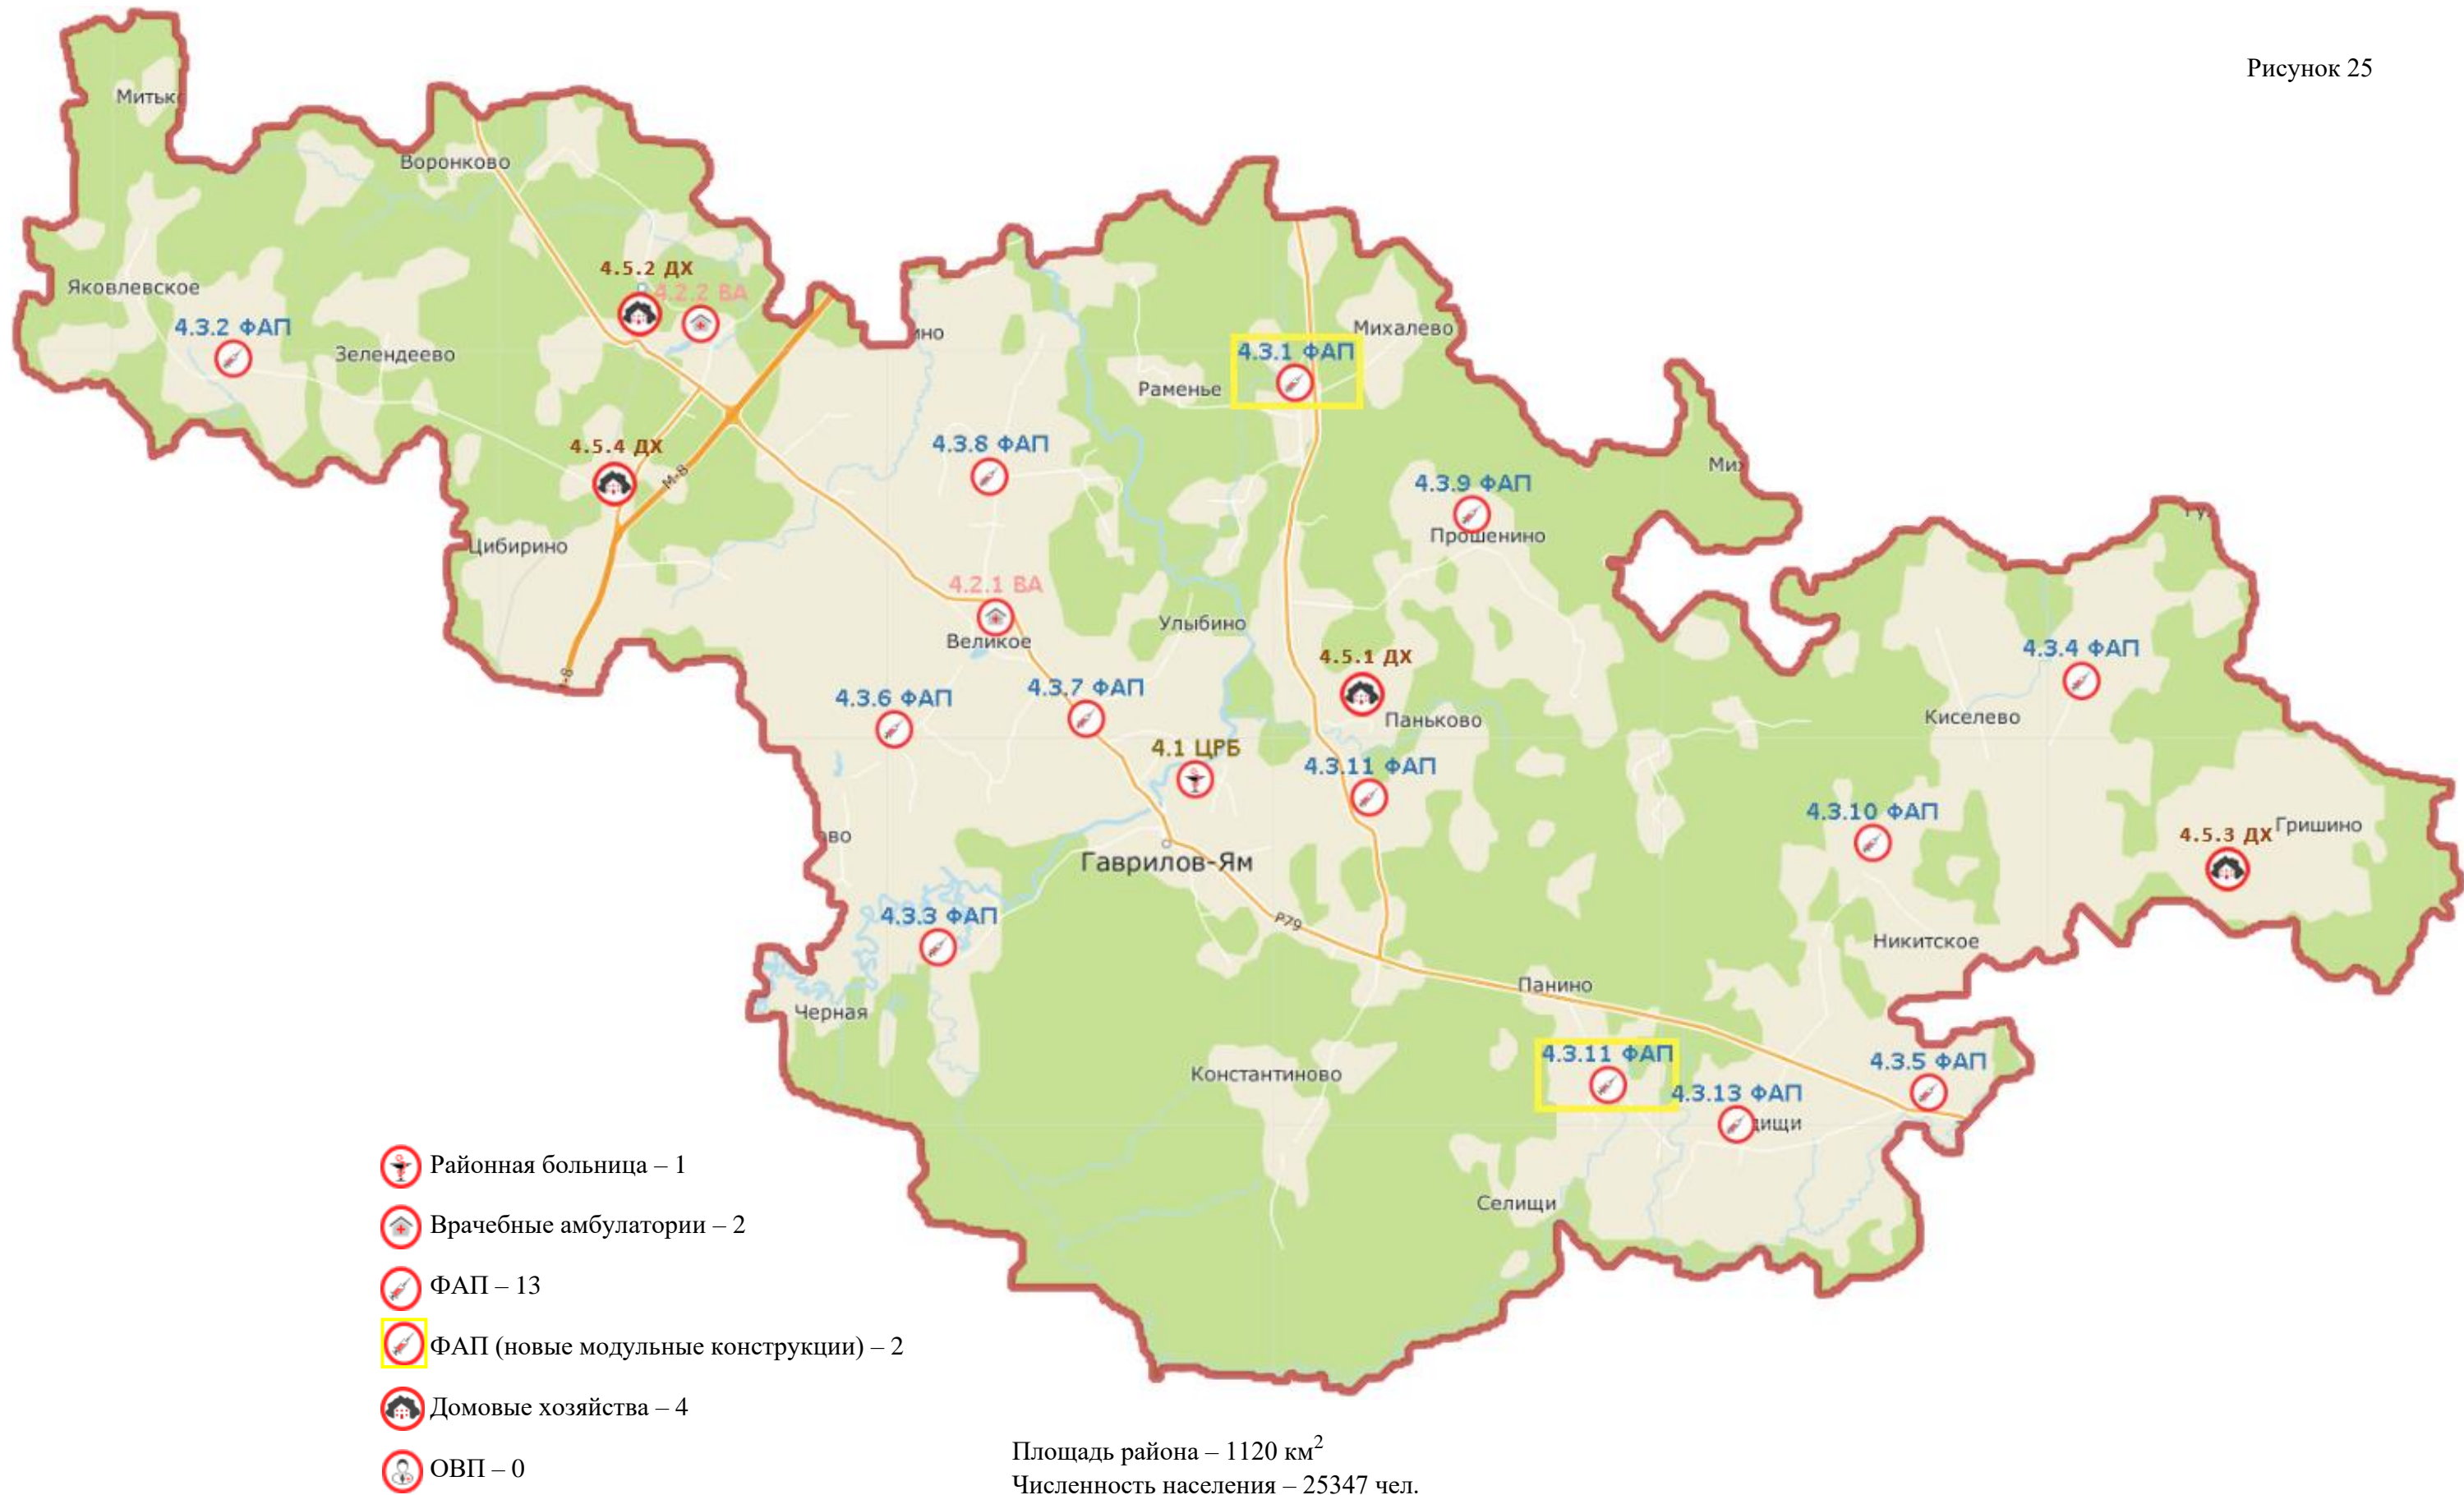 Рисунок 25
Митьк
Воронково
4.5.2 ДХ
4.2.2 ВА
Яковлевское
4.3.2 ФАП
Зелендеево
ино
Михалево
4.3.1 ФАП
Раменье
4.5.4 ДХ
М-8
4.3.8 ФАП
4.3.9 ФАП
Прошенино
Ми
Цибирино
4.2.1 ВА
Великое
Улыбино
4.5.1 ДХ
Паньково
4.3.4 ФАП
Киселево
4.3.6 ФАП
4.3.7 ФАП
4.1 ЦРБ
4.3.11 ФАП
4.3.10 ФАП
4.5.3 ДХ
Гришино
ово
Гаврилов-Ям
4.3.3 ФАП
Р79
Никитское
Панино
Черная
Константиново
4.3.11 ФАП
4.3.13 ФАП
ищи
4.3.5 ФАП
Селищи
Районная больница – 1
Врачебные амбулатории – 2
ФАП – 13
ФАП (новые модульные конструкции) – 2
Домовые хозяйства – 4
ОВП – 0
Площадь района – 1120 км²
Численность населения – 25347 чел.